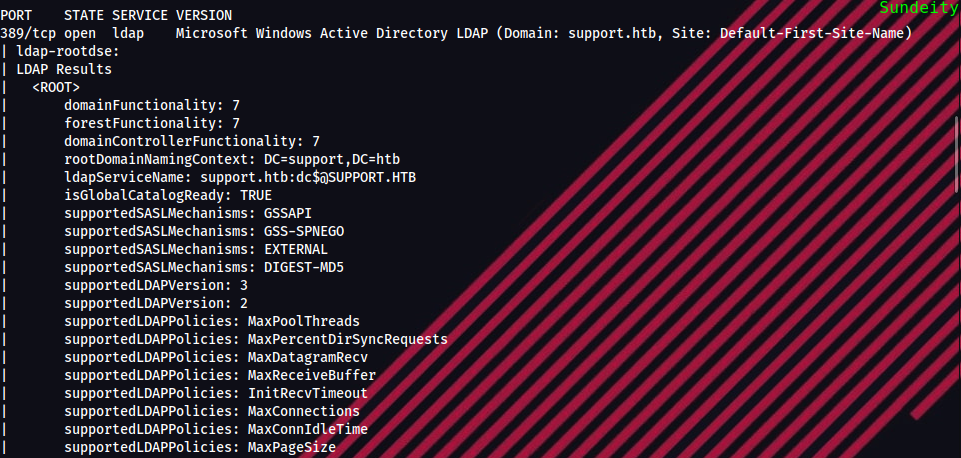 Sundeity
PORT    STATE SERVICE VERSION
389/tcp open  ldap    Microsoft Windows Active Directory LDAP (Domain: support.htb, Site: Default-First-Site-Name)
| ldap-rootdse:
| LDAP Results
|   <ROOT>
|       domainFunctionality: 7
|       forestFunctionality: 7
|       domainControllerFunctionality: 7
|       rootDomainNamingContext: DC=support,DC=htb
|       ldapServiceName: support.htb:dc$@SUPPORT.HTB
|       isGlobalCatalogReady: TRUE
|       supportedSASLMechanisms: GSSAPI
|       supportedSASLMechanisms: GSS-SPNEGO
|       supportedSASLMechanisms: EXTERNAL
|       supportedSASLMechanisms: DIGEST-MD5
|       supportedLDAPVersion: 3
|       supportedLDAPVersion: 2
|       supportedLDAPPolicies: MaxPoolThreads
|       supportedLDAPPolicies: MaxPercentDirSyncRequests
|       supportedLDAPPolicies: MaxDatagramRecv
|       supportedLDAPPolicies: MaxReceiveBuffer
|       supportedLDAPPolicies: InitRecvTimeout
|       supportedLDAPPolicies: MaxConnections
|       supportedLDAPPolicies: MaxConnIdleTime
|       supportedLDAPPolicies: MaxPageSize